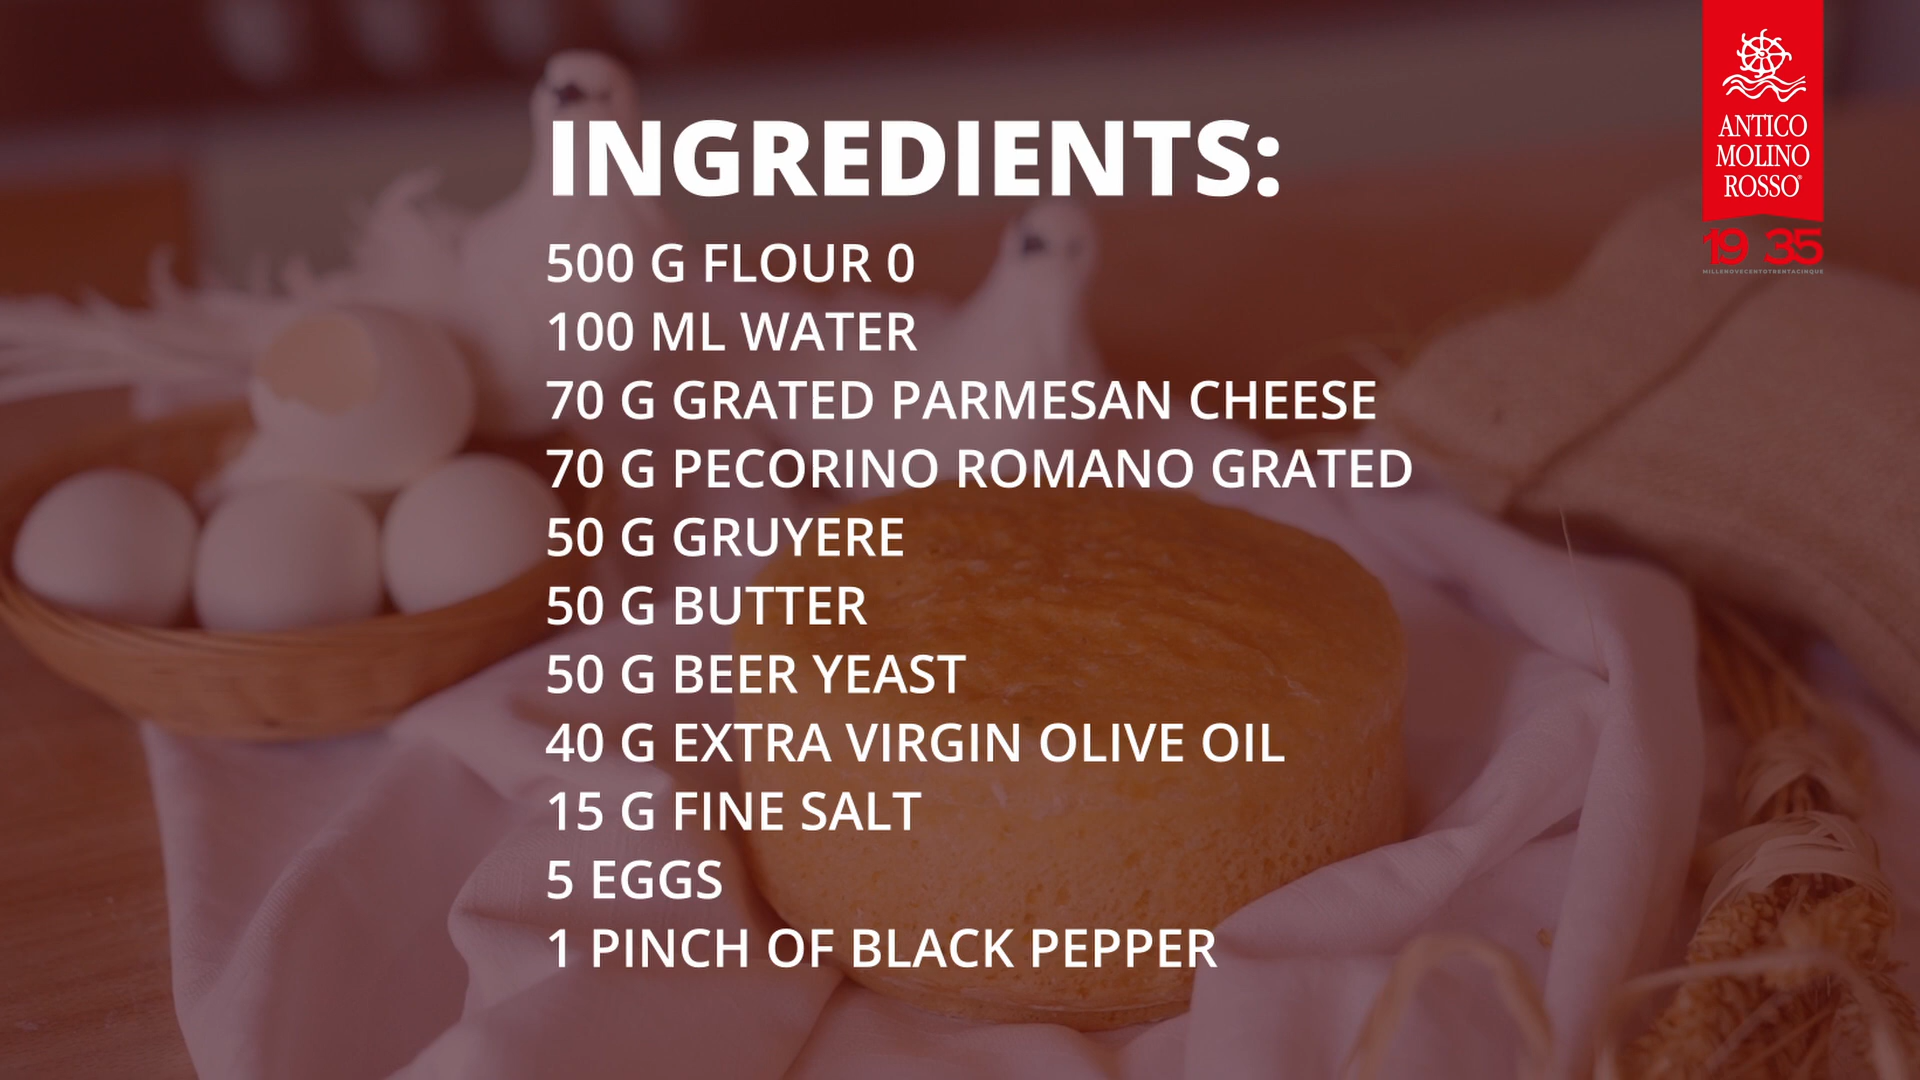 INGREDIENTS:
500 G FLOUR 0
100 ML WATER
70 G GRATED PARMESAN CHEESE
70 G PECORINO ROMANO GRATED
50 G GRUYERE
50 G BUTTER
50 G BEER YEAST
40 G EXTRA VIRGIN OLIVE OIL
15 G FINE SALT
5 EGGS
1 PINCH OF BLACK PEPPER
ANTICO
MOLINO
ROSSO®
19 35
MILLENOVECENTOTRENTACINQUE